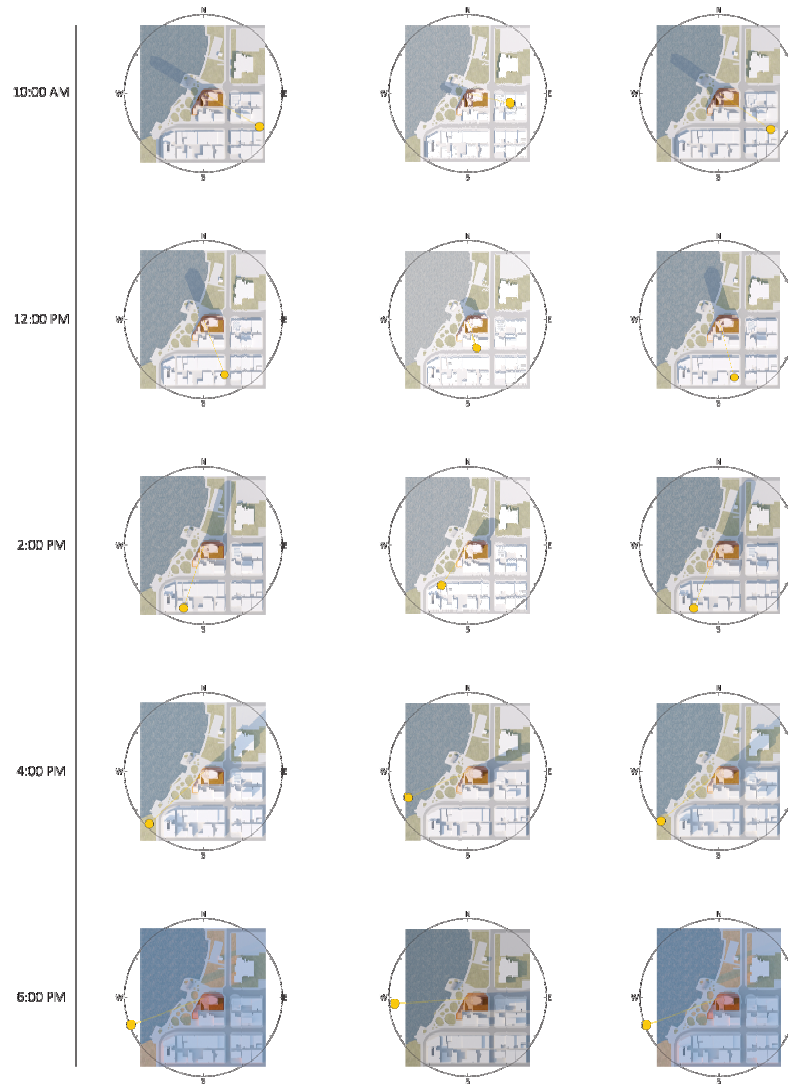 N N N
10:00 AM W E W E W
S S S
N N N
12:00 PM W E W E W
S S S
N N N
2:00 PM W E W E W
S S S
N N N
4:00 PM W E W E W
S S S
N N N
6:00 PM W E W E W
S S S